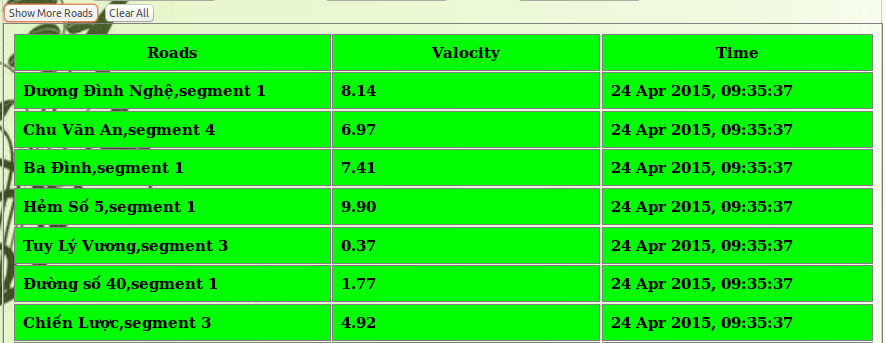 Show More Roads Clear All
Roads Valocity Time
Dương Đình Nghệ,segment 1 8.14 24 Apr 2015, 09:35:37
Chu Văn An,segment 4 6.97 24 Apr 2015, 09:35:37
Ba Đình,segment 1 7.41 24 Apr 2015, 09:35:37
Hẻm Số 5,segment 1 9.90 24 Apr 2015, 09:35:37
Tuy Lý Vương,segment 3 0.37 24 Apr 2015, 09:35:37
Đường số 40,segment 1 1.77 24 Apr 2015, 09:35:37
Chiến Lược,segment 3 4.92 24 Apr 2015, 09:35:37